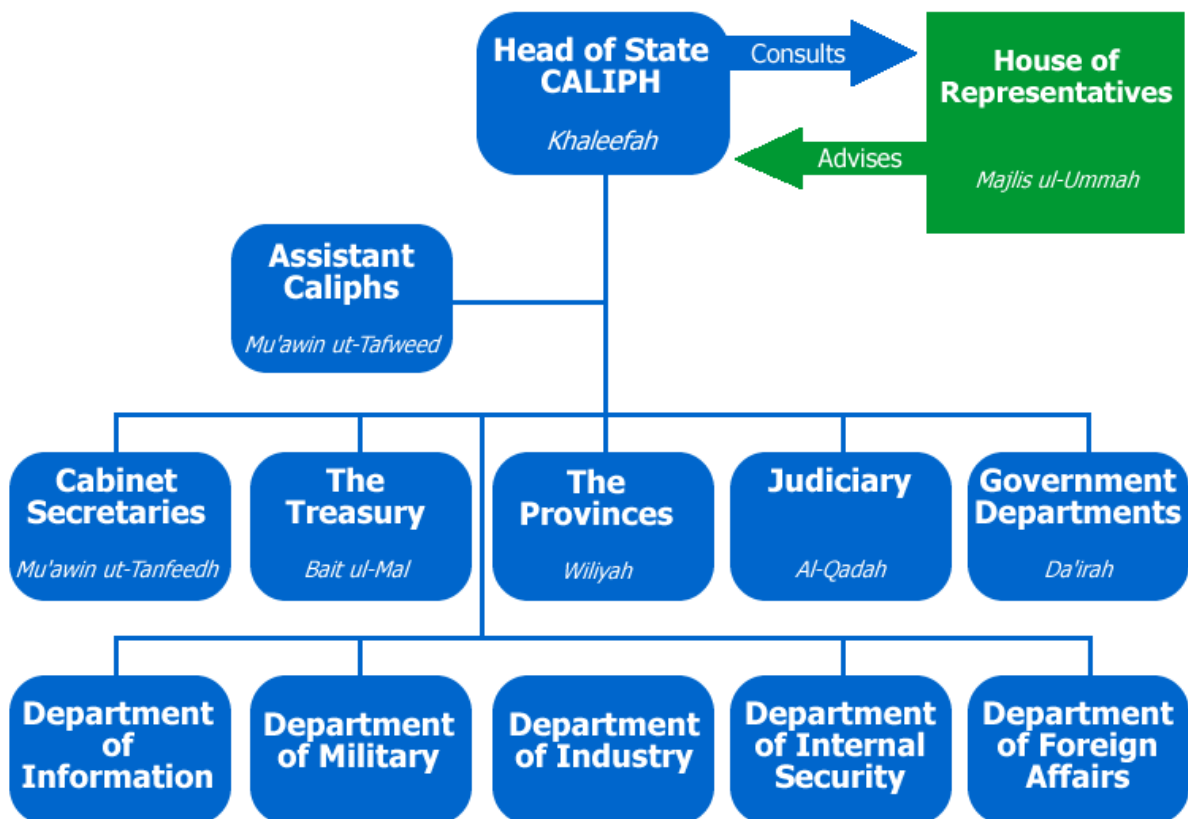 Head of State
CALIPH
Khaleefah
Consults
House of
Representatives
Majlis ul-Ummah
Advises
Assistant
Caliphs
Mu'awin ut-Tafweed
Cabinet
Secretaries
Mu'awin ut-Tanfeedh
The
Treasury
Bait ul-Mal
The
Provinces
Wiliyah
Judiciary
Al-Qadah
Government
Departments
Da'irah
Department
of
Information
Department
of Military
Department
of Industry
Department
of Internal
Security
Department
of Foreign
Affairs